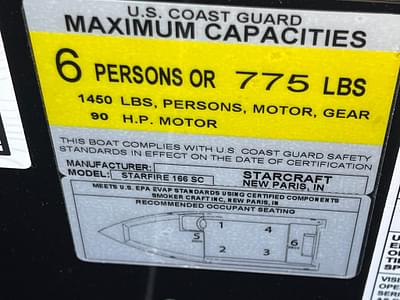 U.S. COAST GUARD
MAXIMUM CAPACITIES
6 PERSONS OR 775 LBS
1450 LBS, PERSONS, MOTOR, GEAR
90 H.P. MOTOR
THIS BOAT COMPLIES WITH U.S. COAST GUARD SAFETY
STANDARDS IN EFFECT ON THE DATE OF CERTIFICATION
MANUFACTURER: STARCRAFT
MODEL: STARFIRE 166 SC NEW PARIS, IN
MEETS U.S. EPA EVAP STANDARDS USING CERTIFIED COMPONENTS
SMOKER CRAFT INC, NEW PARIS, IN
RECOMMENDED OCCUPANT SEATING
1 4
2 3
6